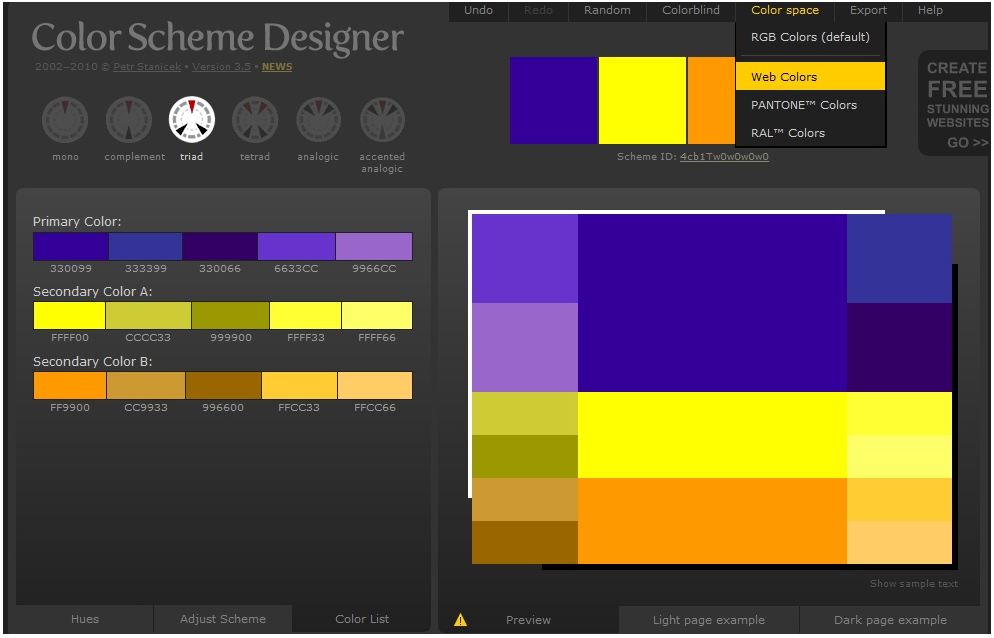 Undo Redo Random Colorblind Color space Export Help
Color Scheme Designer
2002–2010 © Petr Stanicek • Version 3.5 • NEWS
RGB Colors (default)
Web Colors
PANTONE™ Colors
RAL™ Colors
CREATE
FREE
STUNNING
WEBSITES
GO >>
mono complement triad tetrad analogic accented
analogic
Scheme ID: 4cb1Tw0w0w0w0
Primary Color:
330099 333399 330066 6633CC 9966CC
Secondary Color A:
FFFF00 CCCC33 999900 FFFF33 FFFF66
Secondary Color B:
FF9900 CC9933 996600 FFCC33 FFCC66
Show sample text
Hues Adjust Scheme Color List Preview Light page example Dark page example